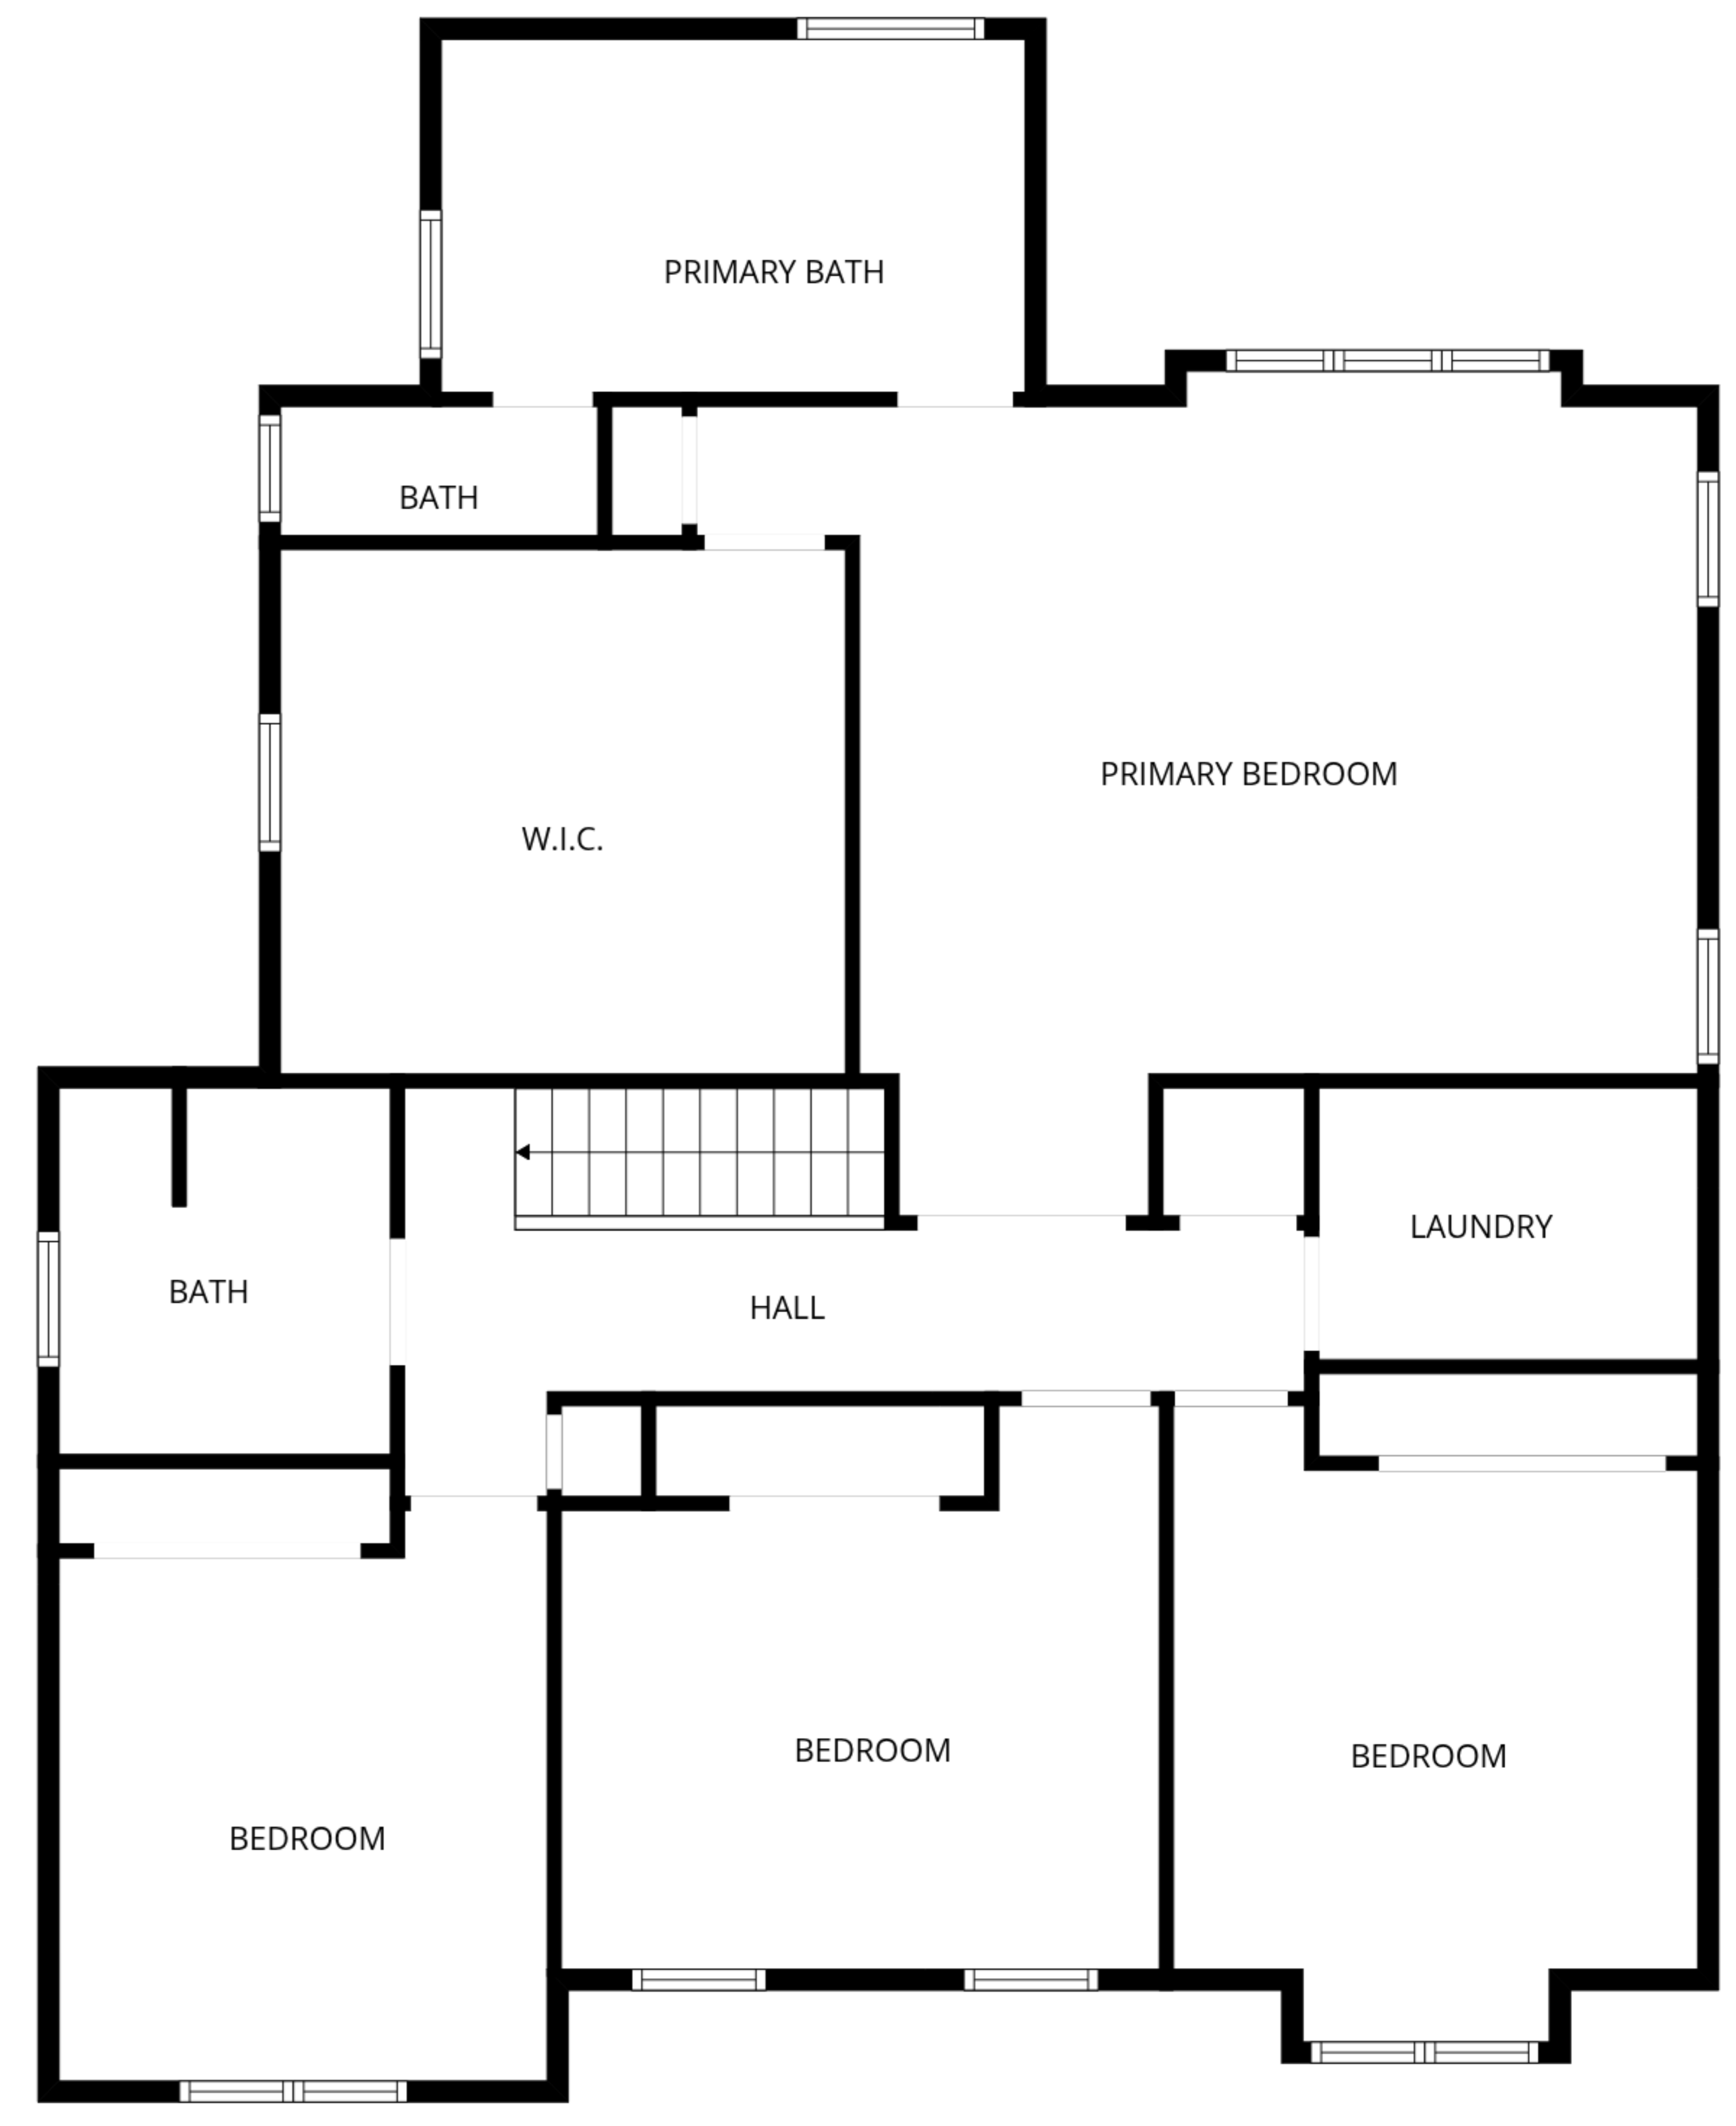 PRIMARY BATH
BATH
PRIMARY BEDROOM
W.I.C.
LAUNDRY
BATH
HALL
BEDROOM
BEDROOM
BEDROOM